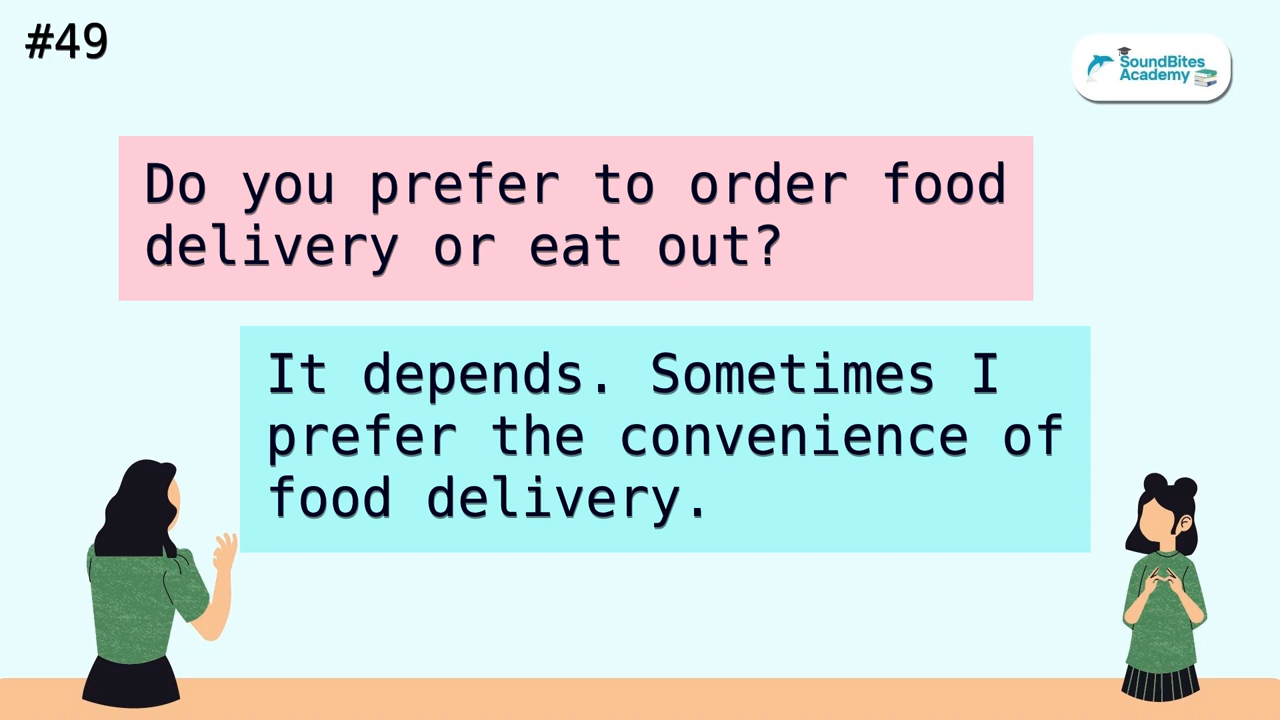 #49
SoundBites
Academy
Do you prefer to order food
delivery or eat out?
It depends. Sometimes I
prefer the convenience of
food delivery.